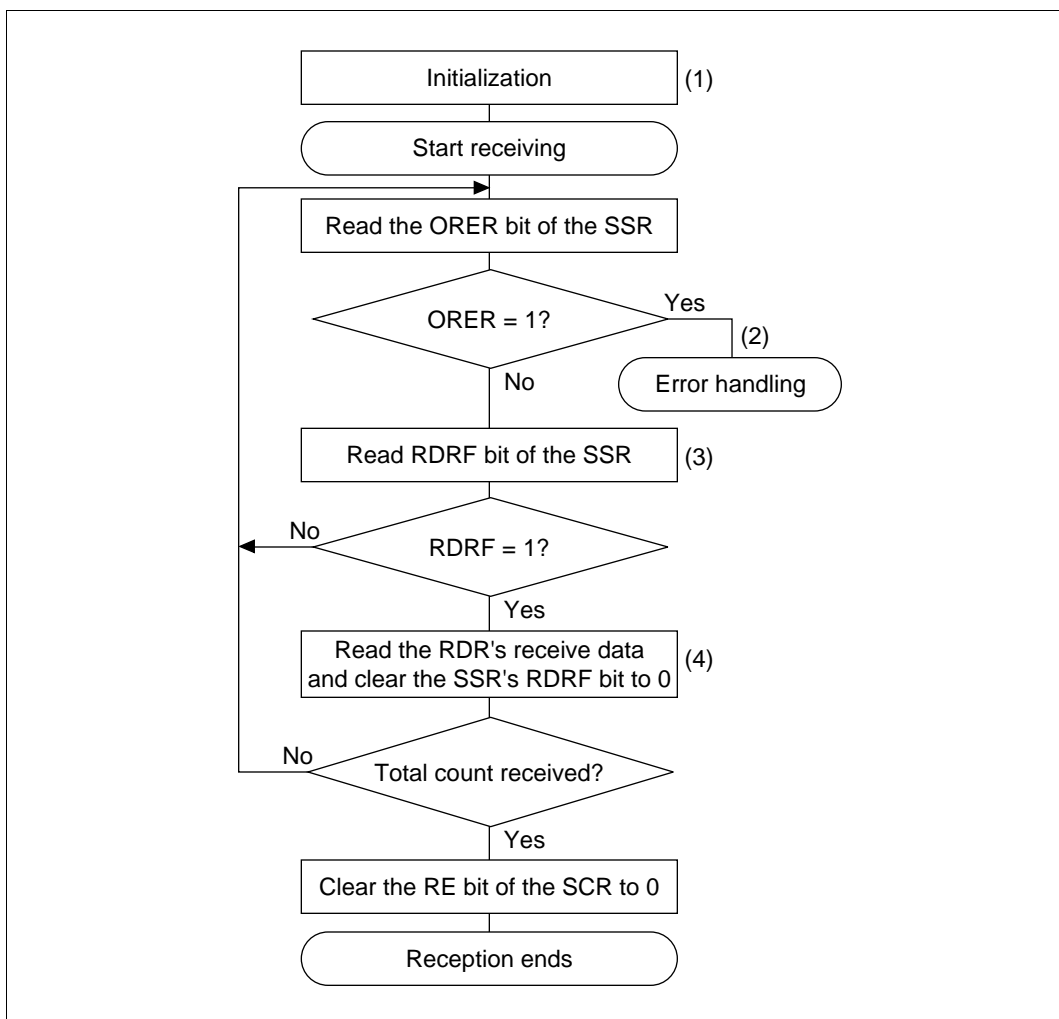 Initialization
(1)
Start receiving
Read the ORER bit of the SSR
ORER = 1?
Yes
(2)
Error handling
No
Read RDRF bit of the SSR
(3)
No
RDRF = 1?
Yes
Read the RDR's receive data
and clear the SSR's RDRF bit to 0
(4)
No
Total count received?
Yes
Clear the RE bit of the SCR to 0
Reception ends